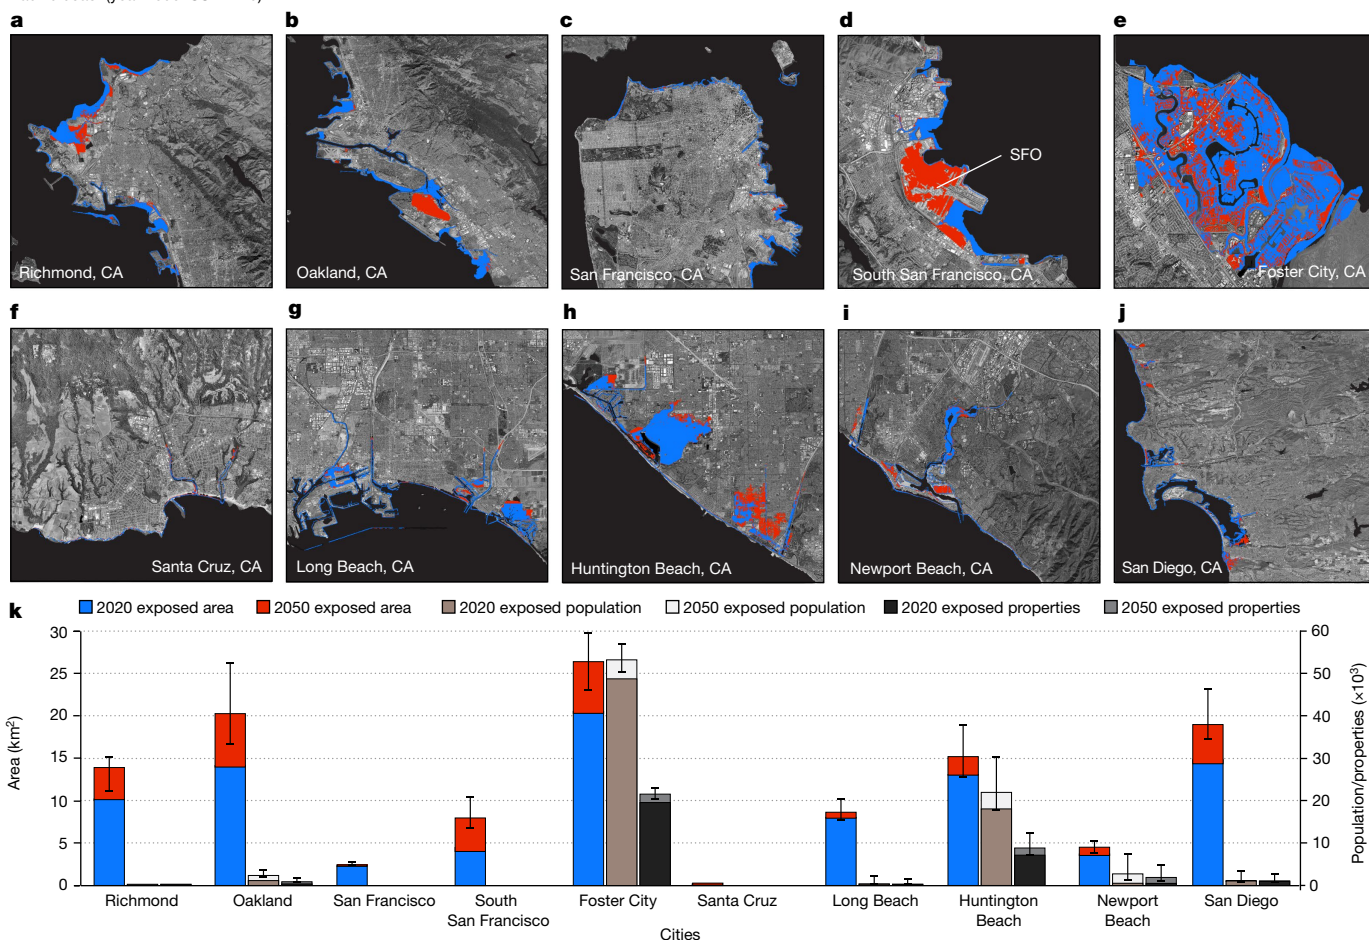 a
b
c
d
e
SFO
Richmond, CA
Oakland, CA
San Francisco, CA
South San Francisco, CA
Foster City, CA
f
g
h
i
j
Santa Cruz, CA
Long Beach, CA
Huntington Beach, CA
Newport Beach, CA
San Diego, CA
k
2020 exposed area
2050 exposed area
2020 exposed population
2050 exposed population
2020 exposed properties
2050 exposed properties
30
25
20
15
10
5
0
Area (km²)
60
50
40
30
20
10
0
Population/properties (×10³)
Richmond
Oakland
San Francisco
South
San Francisco
Foster City
Santa Cruz
Long Beach
Huntington
Beach
Newport
Beach
San Diego
Cities